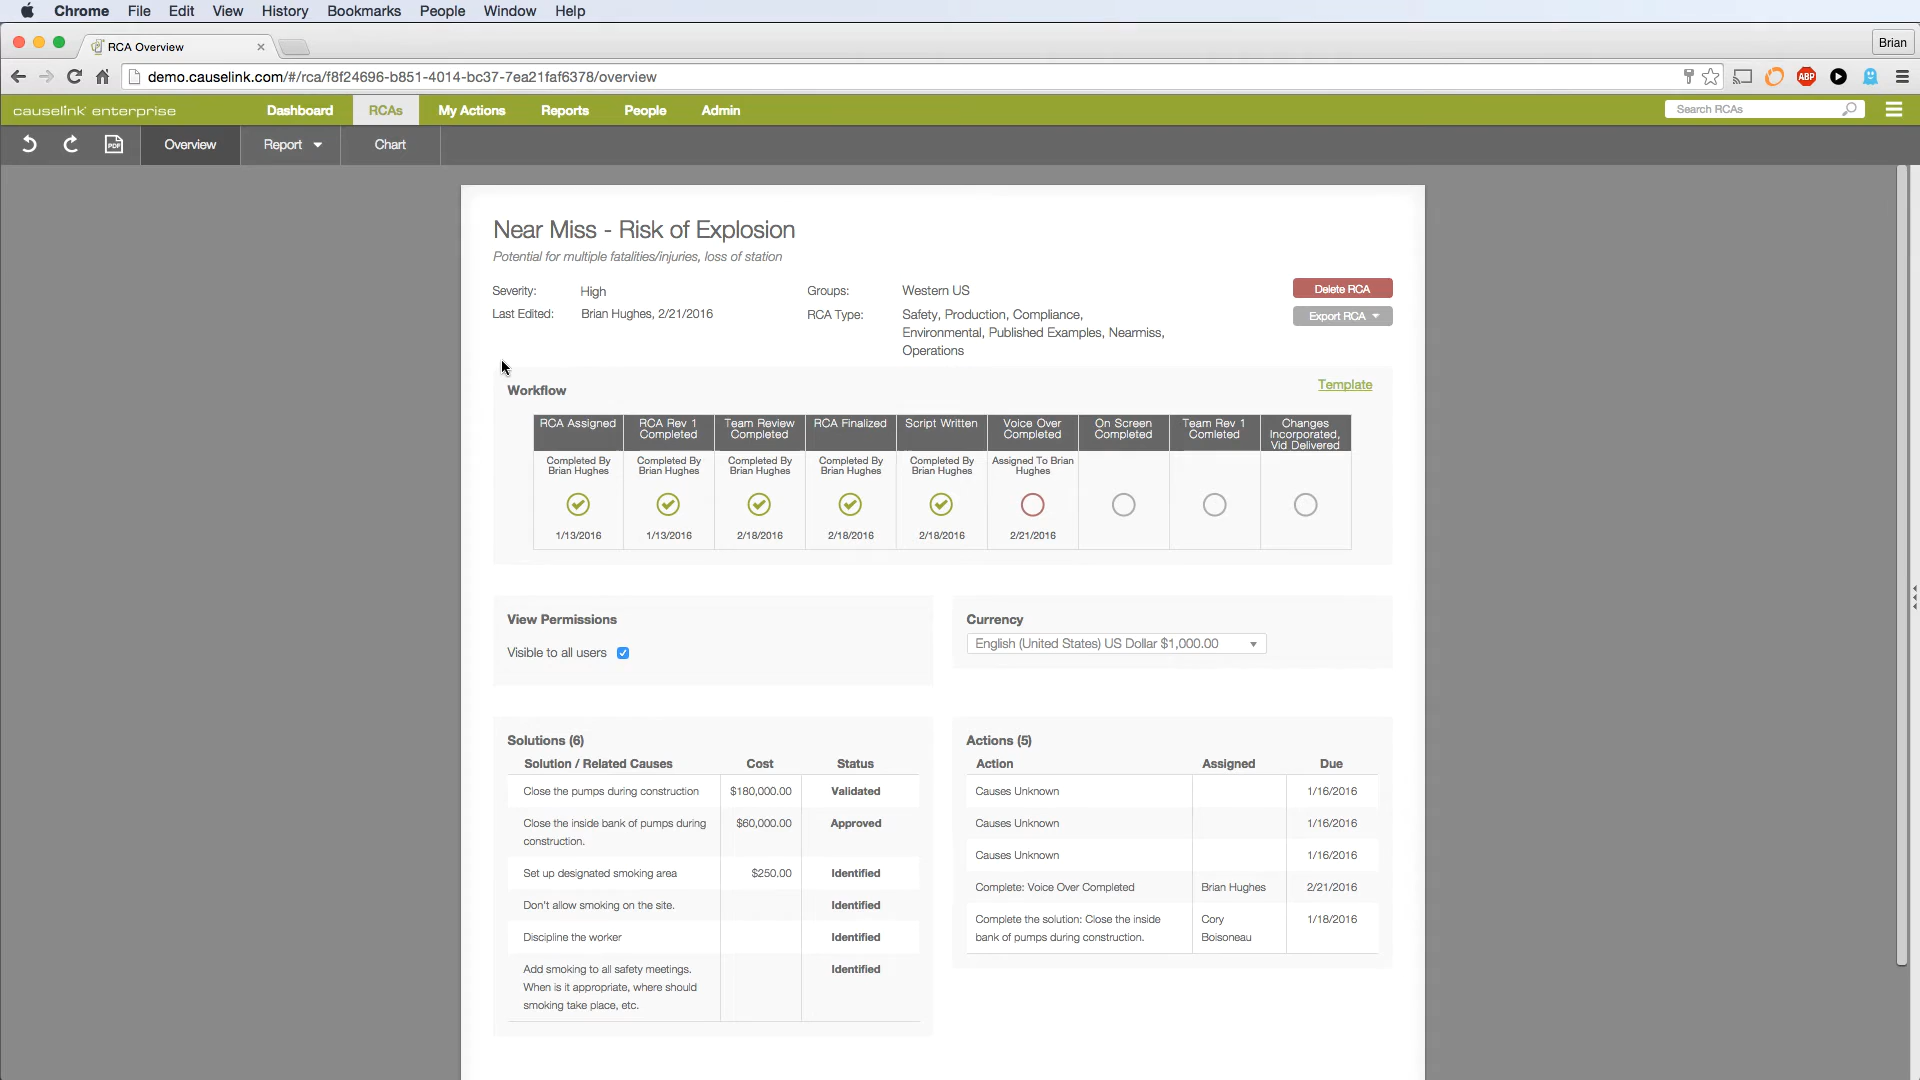 Chrome File Edit View History Bookmarks People Window Help
RCA Overview
Brian
demo.causelink.com/#/rca/f8f24696-b851-4014-bc37-7ea21faf6378/overview
ABP
causelink enterprise Dashboard RCAs My Actions Reports People Admin Search RCAs
PDF Overview Report Chart
Near Miss - Risk of Explosion
Potential for multiple fatalities/injuries, loss of station
Severity: High Groups: Western US Delete RCA
Last Edited: Brian Hughes, 2/21/2016 RCA Type: Safety, Production, Compliance, Export RCA
Environmental, Published Examples, Nearmiss,
Operations
Workflow Template
RCA Assigned RCA Rev 1 Team Review RCA Finalized Script Written Voice Over On Screen Team Rev 1 Changes
Completed Completed Completed Completed Comleted Incorporated,
Vid Delivered
Completed By Completed By Completed By Completed By Completed By Assigned To Brian
Brian Hughes Brian Hughes Brian Hughes Brian Hughes Brian Hughes Hughes
1/13/2016 1/13/2016 2/18/2016 2/18/2016 2/18/2016 2/21/2016
View Permissions
Visible to all users
Currency
English (United States) US Dollar $1,000.00
Solutions (6)
Solution / Related Causes Cost Status
Close the pumps during construction $180,000.00 Validated
Close the inside bank of pumps during $60,000.00 Approved
construction.
Set up designated smoking area $250.00 Identified
Don't allow smoking on the site. Identified
Discipline the worker Identified
Add smoking to all safety meetings. Identified
When is it appropriate, where should
smoking take place, etc.
Actions (5)
Action Assigned Due
Causes Unknown 1/16/2016
Causes Unknown 1/16/2016
Causes Unknown 1/16/2016
Complete: Voice Over Completed Brian Hughes 2/21/2016
Complete the solution: Close the inside Cory 1/18/2016
bank of pumps during construction. Boisoneau